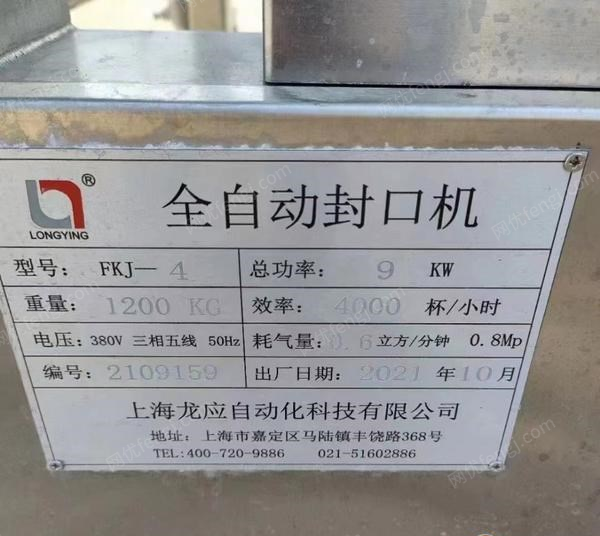 全自动封口机
®
LONGYING
型号: FKJ—4 总功率: 9 KW
重量: 1200 KG 效率: 4000 杯/小时
电压: 380V 三相五线 50Hz 耗气量: 0.6 立方/分钟 0.8Mp
编号: 2109159 出厂日期: 2021 年 10 月
上海龙应自动化科技有限公司
地址: 上海市嘉定区马陆镇丰饶路368号
TEL:400-720-9886 021-51602886